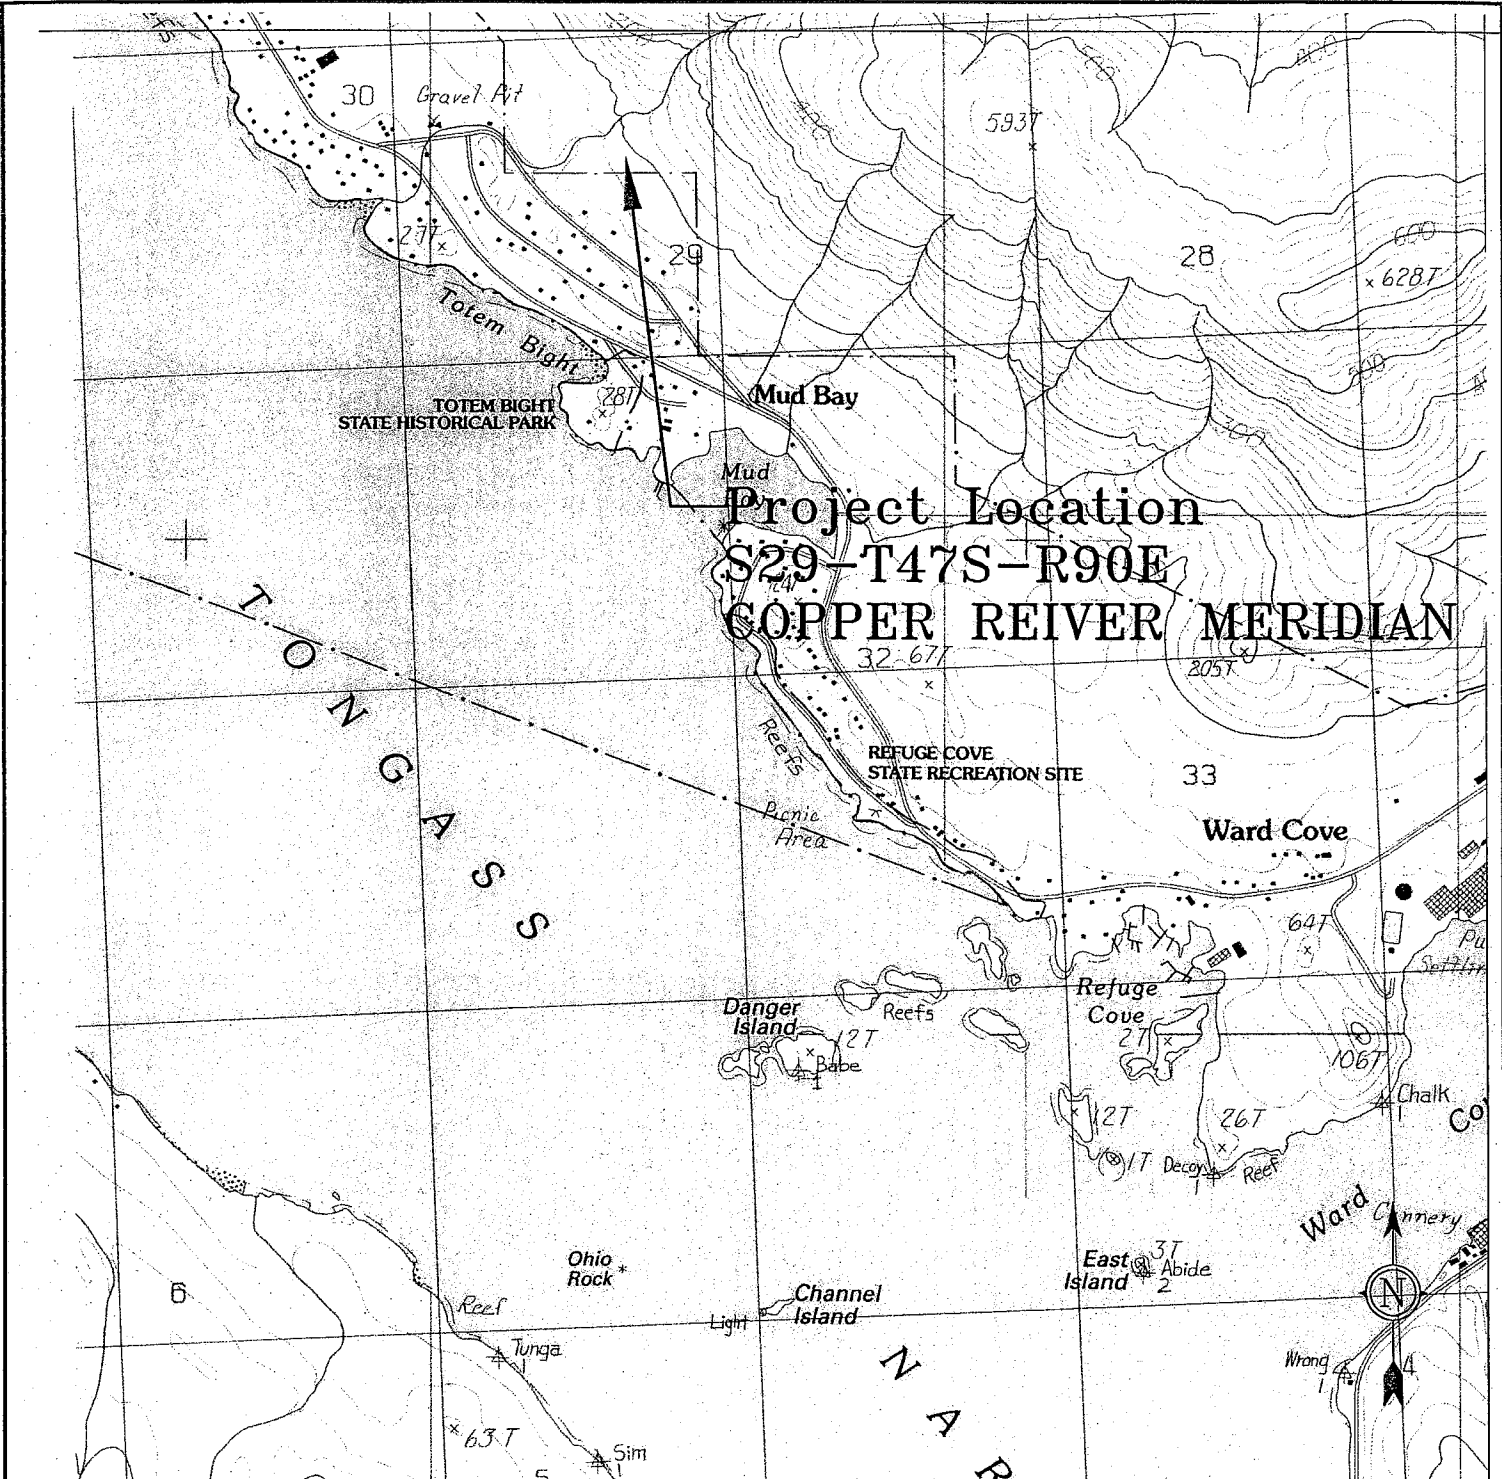 30
Gravel Pit
593T
600
628T
27T
29
28
Totem
Bight
28T
TOTEM BIGHT
STATE HISTORICAL PARK
Mud Bay
Mud
Project Location
S29-T47S-R90E
COPPER REIVER MERIDIAN
32
67T
205T
TONGASS
Reefs
REFUGE COVE
STATE RECREATION SITE
33
Picnic
Area
Ward Cove
64T
Danger
Island
Reefs
12T
Babe
1
Refuge
Cove
2T
106T
Chalk
1
12T
26T
1T
Decoy
1
Reef
Ward
Cannery
East
Island
3T
Abide
2
Ohio
Rock
Channel
Island
Light
N
6
Reef
Tunga
1
Wrong
1
4
NAR
63T
Sim
1
5